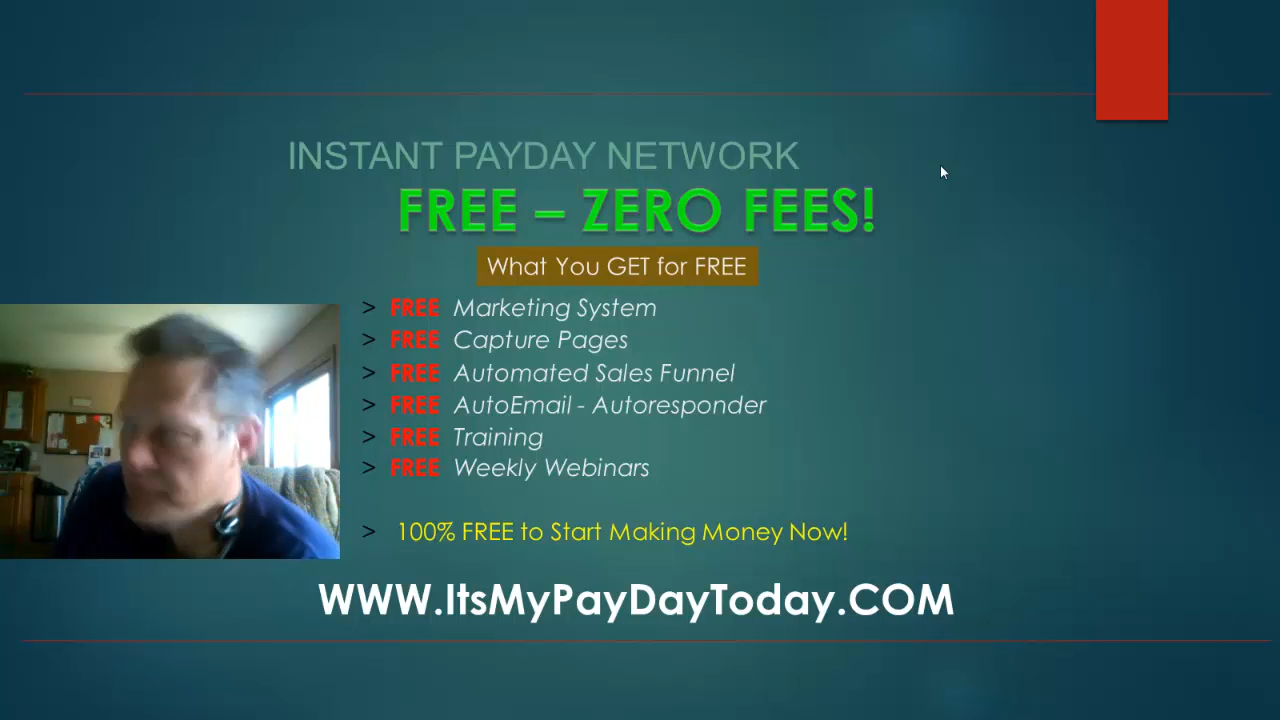 INSTANT PAYDAY NETWORK
FREE – ZERO FEES!
What You GET for FREE
> FREE Marketing System
> FREE Capture Pages
> FREE Automated Sales Funnel
> FREE AutoEmail - Autoresponder
> FREE Training
> FREE Weekly Webinars
> 100% FREE to Start Making Money Now!
WWW.ItsMyPayDayToday.COM